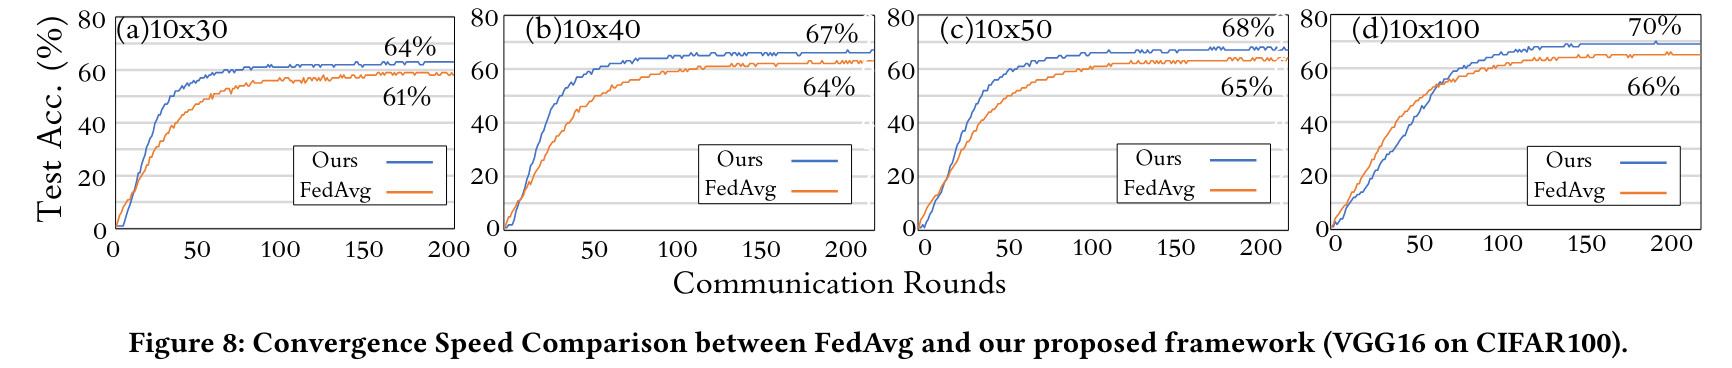 Test Acc. (%)
80
60
40
20
0
(a)10x30
64%
61%
Ours
FedAvg
0 50 100 150 200
80
60
40
20
0
(b)10x40
67%
64%
Ours
FedAvg
0 50 100 150 200
80
60
40
20
0
(c)10x50
68%
65%
Ours
FedAvg
0 50 100 150 200
80
60
40
20
0
(d)10x100
70%
66%
Ours
FedAvg
0 50 100 150 200
Communication Rounds
Figure 8: Convergence Speed Comparison between FedAvg and our proposed framework (VGG16 on CIFAR100).